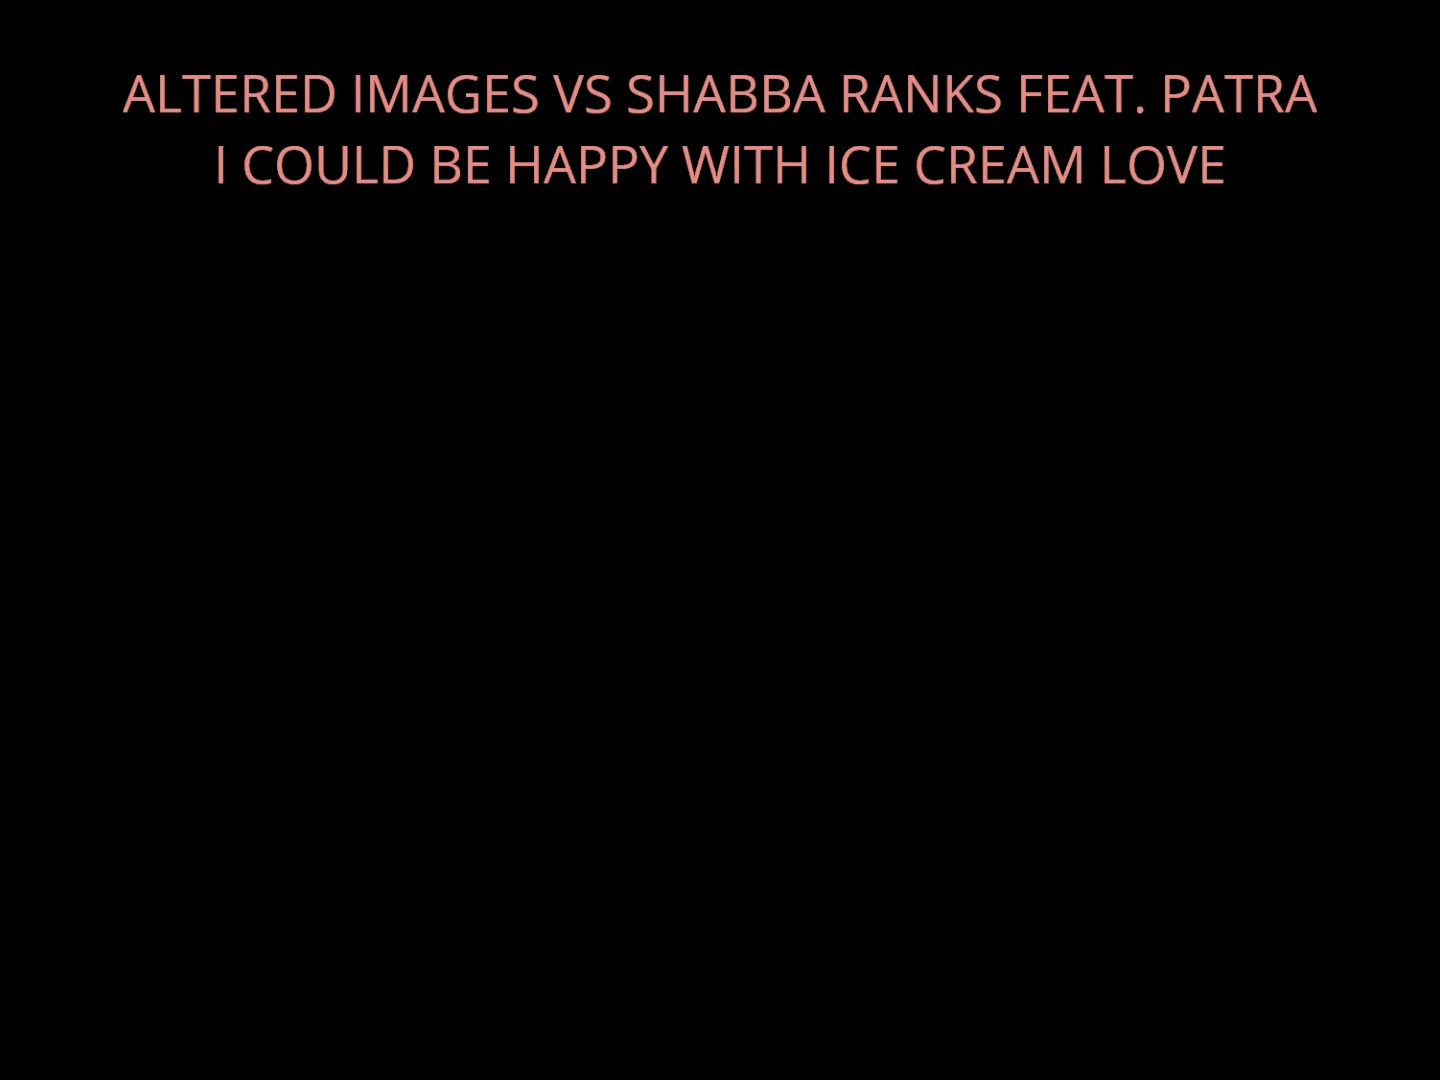 ALTERED IMAGES VS SHABBA RANKS FEAT. PATRA
I COULD BE HAPPY WITH ICE CREAM LOVE